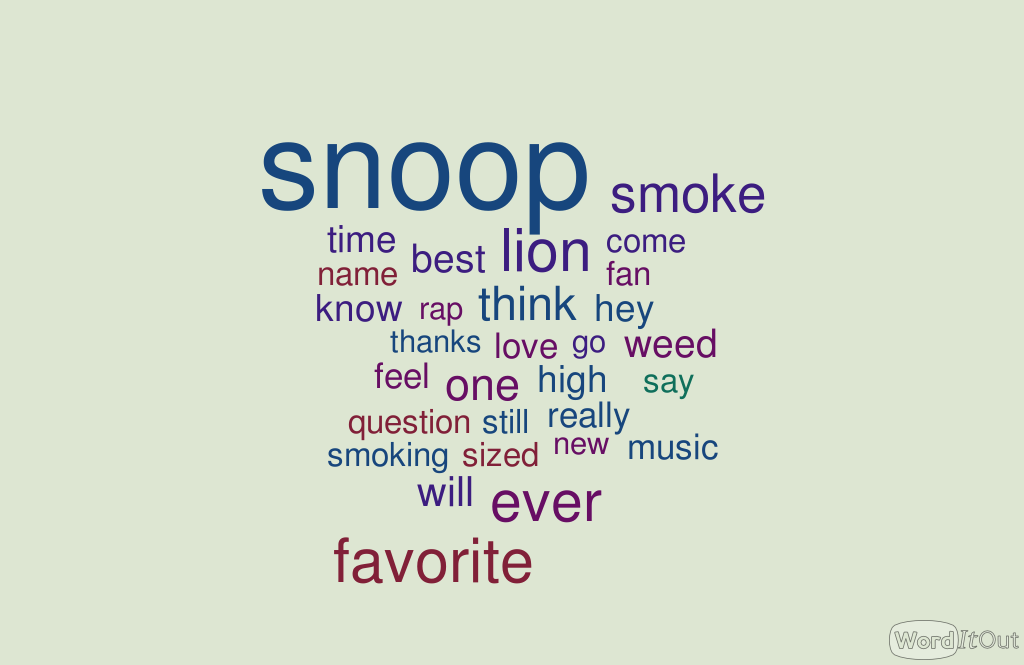 snoop smoke
time best lion come
name fan
know rap think hey
thanks love go weed
feel one high say
question still really
smoking sized new music
will ever
favorite
WordItOut